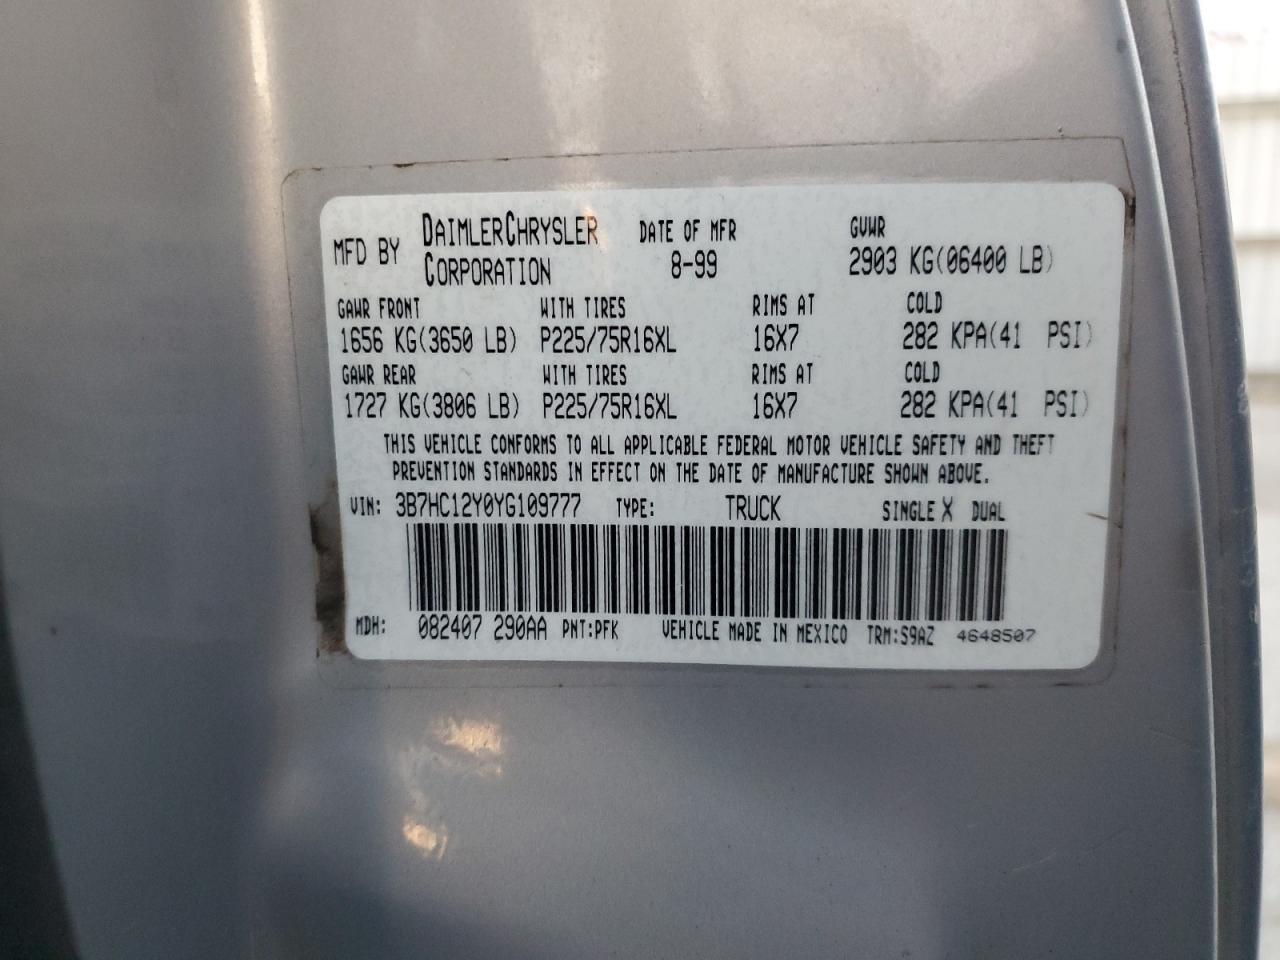 MFD BY DAIMLERCHRYSLER CORPORATION DATE OF MFR 8-99 GVWR 2903 KG(06400 LB)
GAWR FRONT WITH TIRES RIMS AT COLD
1656 KG(3650 LB) P225/75R16XL 16X7 282 KPA(41 PSI)
GAWR REAR WITH TIRES RIMS AT COLD
1727 KG(3806 LB) P225/75R16XL 16X7 282 KPA(41 PSI)
THIS VEHICLE CONFORMS TO ALL APPLICABLE FEDERAL MOTOR VEHICLE SAFETY AND THEFT
PREVENTION STANDARDS IN EFFECT ON THE DATE OF MANUFACTURE SHOWN ABOVE.
VIN: 3B7HC12Y0YG109777 TYPE: TRUCK SINGLE X DUAL
MDH: 082407 290AA PNT:PFK VEHICLE MADE IN MEXICO TRM:S9AZ 4648507